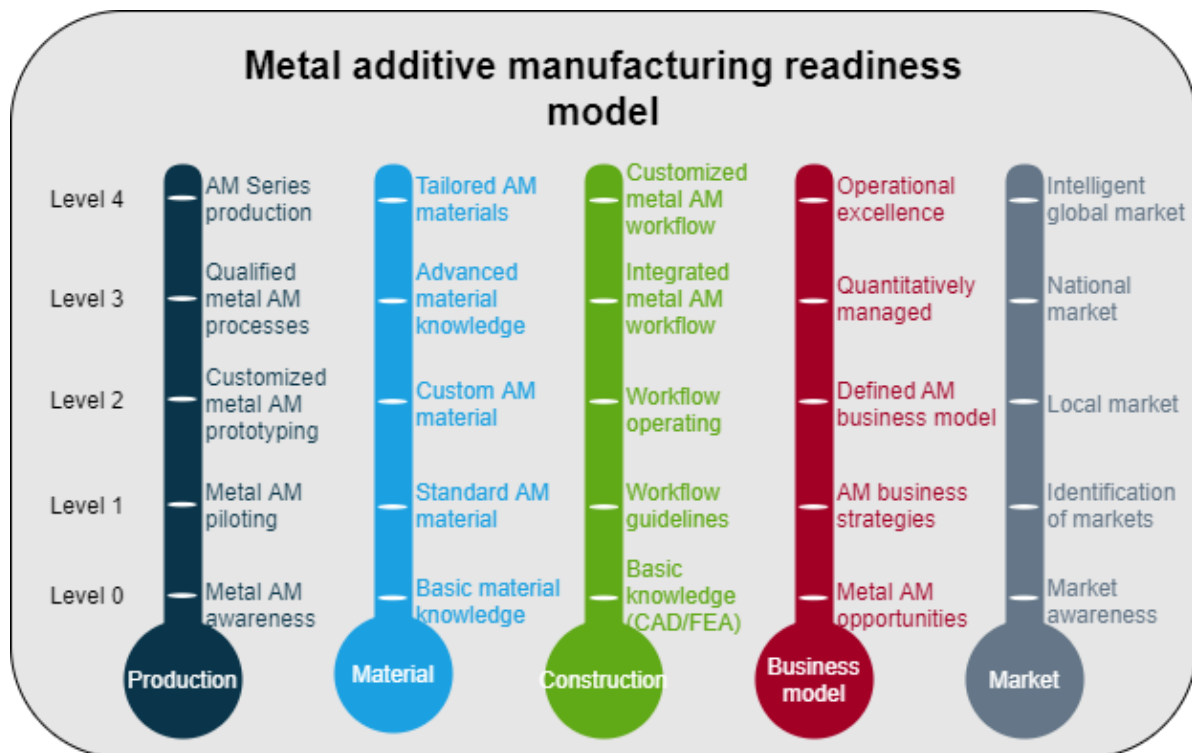 Metal additive manufacturing readiness
model
Level 4
AM Series
production
Tailored AM
materials
Customized
metal AM
workflow
Operational
excellence
Intelligent
global market
Level 3
Qualified
metal AM
processes
Advanced
material
knowledge
Integrated
metal AM
workflow
Quantitatively
managed
National
market
Level 2
Customized
metal AM
prototyping
Custom AM
material
Workflow
operating
Defined AM
business model
Local market
Level 1
Metal AM
piloting
Standard AM
material
Workflow
guidelines
AM business
strategies
Identification
of markets
Level 0
Metal AM
awareness
Basic material
knowledge
Basic
knowledge
(CAD/FEA)
Metal AM
opportunities
Market
awareness
Production
Material
Construction
Business
model
Market